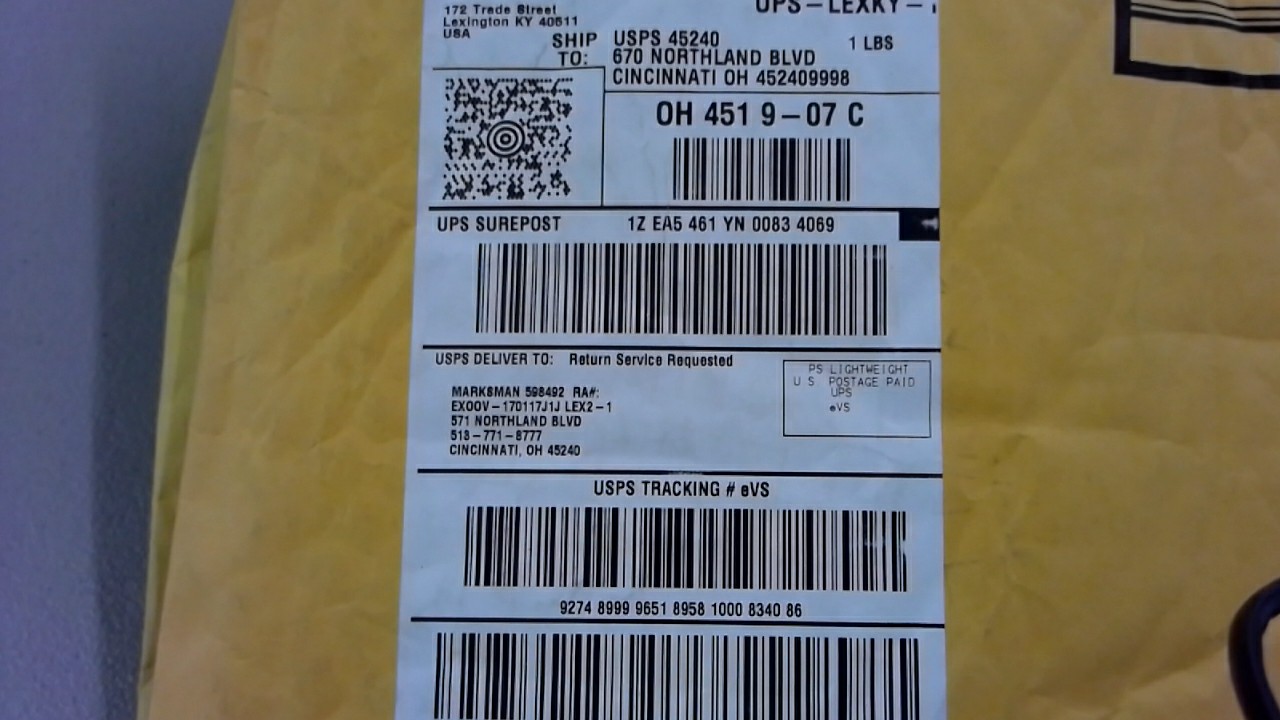 172 Trade Street
Lexington KY 40511
USA
UPS-LEXKY-
SHIP TO:
USPS 45240
1 LBS
670 NORTHLAND BLVD
CINCINNATI OH 452409998
OH 451 9-07 C
UPS SUREPOST
1Z EA5 461 YN 0083 4069
USPS DELIVER TO: Return Service Requested
MARKSMAN 598492 RA#:
EXOOV-170117J1J LEX2-1
571 NORTHLAND BLVD
513-771-8777
CINCINNATI, OH 45240
PS LIGHTWEIGHT
U S POSTAGE PAID
UPS
eVS
USPS TRACKING # eVS
9274 8999 9651 8958 1000 8340 86